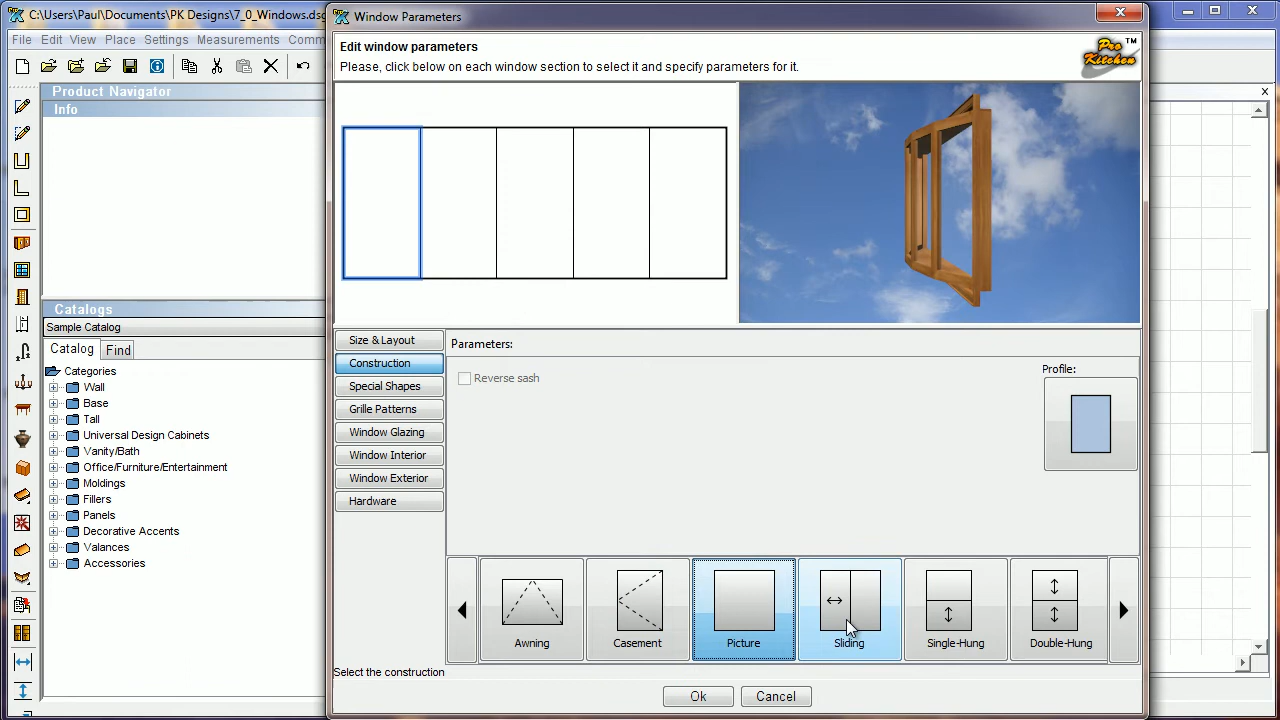 C:\Users\Paul\Documents\PK Designs\7_0_Windows.dsg
File Edit View Place Settings Measurements Comm
Product Navigator
Info
Catalogs
Sample Catalog
Catalog Find
Categories
Wall
Base
Tall
Universal Design Cabinets
Vanity/Bath
Office/Furniture/Entertainment
Moldings
Fillers
Panels
Decorative Accents
Valances
Accessories
Window Parameters
Edit window parameters
Please, click below on each window section to select it and specify parameters for it.
Pro Kitchen™
Size & Layout
Construction
Special Shapes
Grille Patterns
Window Glazing
Window Interior
Window Exterior
Hardware
Parameters:
Reverse sash
Profile:
Awning Casement Picture Sliding Single-Hung Double-Hung
Select the construction
Ok Cancel